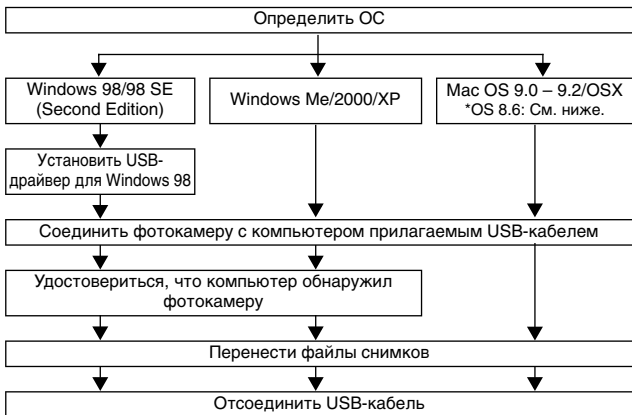 Определить ОС
Windows 98/98 SE
(Second Edition)
Windows Me/2000/XP
Mac OS 9.0 – 9.2/OSX
*OS 8.6: См. ниже.
Установить USB-
драйвер для Windows 98
Соединить фотокамеру с компьютером прилагаемым USB-кабелем
Удостовериться, что компьютер обнаружил
фотокамеру
Перенести файлы снимков
Отсоединить USB-кабель